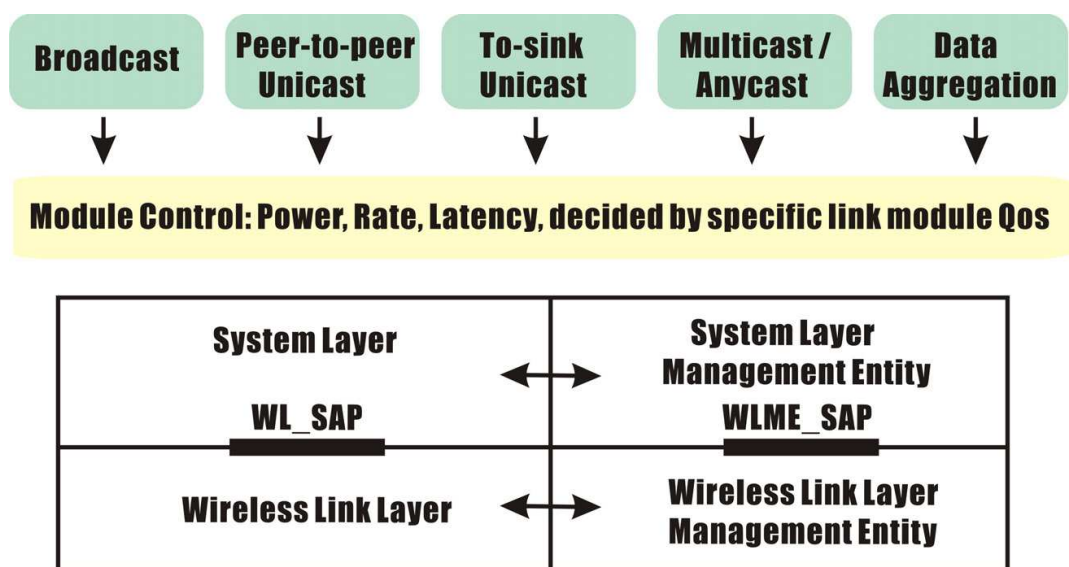 Broadcast
Peer-to-peer
Unicast
To-sink
Unicast
Multicast /
Anycast
Data
Aggregation
Module Control: Power, Rate, Latency, decided by specific link module Qos
System Layer
System Layer
Management Entity
WL_SAP
WLME_SAP
Wireless Link Layer
Wireless Link Layer
Management Entity